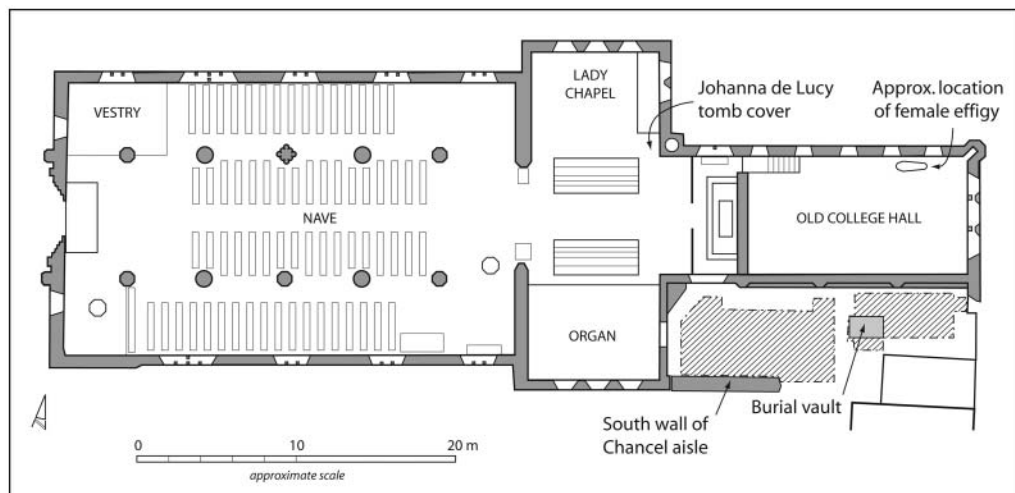 LADY
CHAPEL
Johanna de Lucy
tomb cover
Approx. location
of female effigy
VESTRY
NAVE
OLD COLLEGE HALL
ORGAN
Burial vault
South wall of
Chancel aisle
0 10 20 m
approximate scale